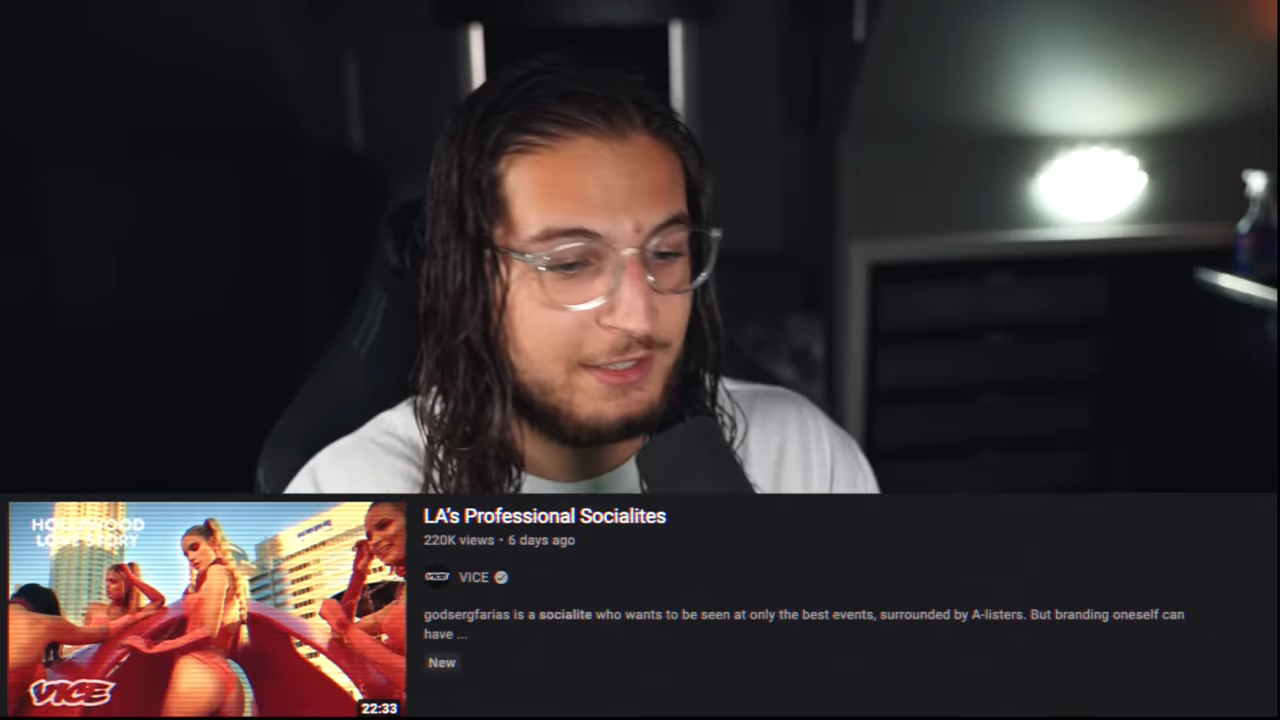 HOLLYWOOD
LOVE STORY
VICE
22:33
LA's Professional Socialites
220K views • 6 days ago
VICE
VICE
godsergfarias is a socialite who wants to be seen at only the best events, surrounded by A-listers. But branding oneself can
have ...
New